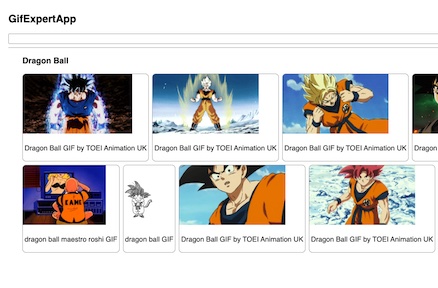 GifExpertApp
Dragon Ball
Dragon Ball GIF by TOEI Animation UK
Dragon Ball GIF by TOEI Animation UK
Dragon Ball GIF by TOEI Animation UK
Dragon
KAME
dragon ball maestro roshi GIF
dragon ball GIF
Dragon Ball GIF by TOEI Animation UK
Dragon Ball GIF by TOEI Animation UK